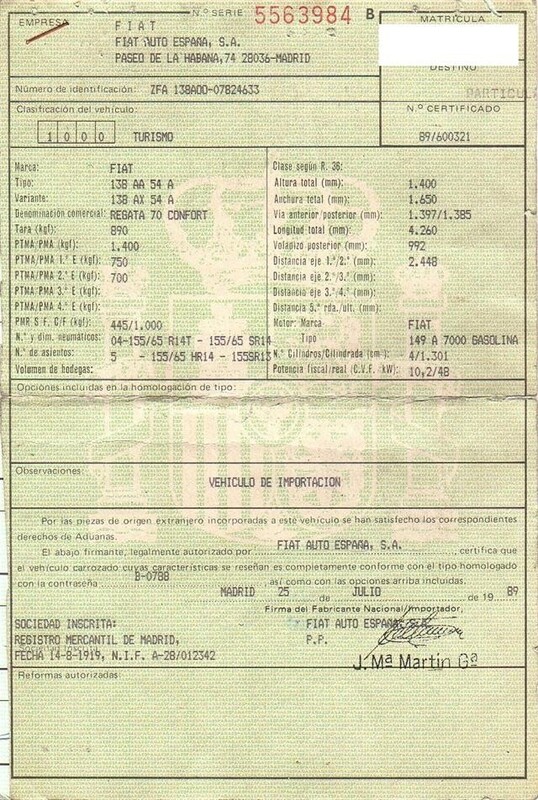 EMPRESA
FIAT
FIAT AUTO ESPAÑA, S.A.
PASEO DE LA HABANA,74 28036-MADRID
N.º SERIE 5563984 B
MATRICULA
DESTINO
PARTICUL
Número de identificación: ZFA 138A00-07824633
Clasificación del vehículo:
1 0 0 0 TURISMO
N.º CERTIFICADO
89/600321
Marca: FIAT
Tipo: 138 AA 54 A
Variante: 138 AX 54 A
Denominación comercial: REGATA 70 CONFORT
Tara (kgf): 890
PTMA/PMA (kgf): 1.400
PTMA/PMA 1.º E (kgf): 750
PTMA/PMA 2.º E (kgf): 700
PTMA/PMA 3.º E (kgf):
PTMA/PMA 4.º E (kgf):
PMR S F, C/F (kgf): 445/1.000
N.º y dim. neumáticos: 04-155/65 R14T - 155/65 SR14
N.º de asientos: 5 - 155/65 HR14 - 155SR13
Volumen de bodegas:
Clase según R. 36:
Altura total (mm): 1.400
Anchura total (mm): 1.650
Vía anterior/posterior (mm): 1.397/1.385
Longitud total (mm): 4.260
Voladizo posterior (mm): 992
Distancia eje 1.º/2.º (mm): 2.448
Distancia eje 2.º/3.º (mm):
Distancia eje 3.º/4.º (mm):
Distancia 5.ª rda./ult. (mm):
Motor: Marca FIAT
Tipo 149 A 7000 GASOLINA
N.º Cilindros/Cilindrada (cm): 4/1.301
Potencia fiscal/real (C.V.F. kW): 10,2/48
Opciones incluidas en la homologación de tipo:
Observaciones:
VEHICULO DE IMPORTACION
Por las piezas de origen extranjero incorporadas a este vehículo se han satisfecho los correspondientes
derechos de Aduanas.
El abajo firmante, legalmente autorizado por FIAT AUTO ESPAÑA, S.A. certifica que
el vehículo carrozado cuyas características se reseñan es completamente conforme con el tipo homologado
con la contraseña B-0788 así como con las opciones arriba incluidas.
MADRID 25 de JULIO de 19 89
Firma del Fabricante Nacional/Importador,
SOCIEDAD INSCRITA:
REGISTRO MERCANTIL DE MADRID,
FECHA 14-8-1919, N.I.F. A-28/012342
FIAT AUTO ESPAÑA, S.A.
P.P.
J. Mª Martin Gª
Reformas autorizadas: